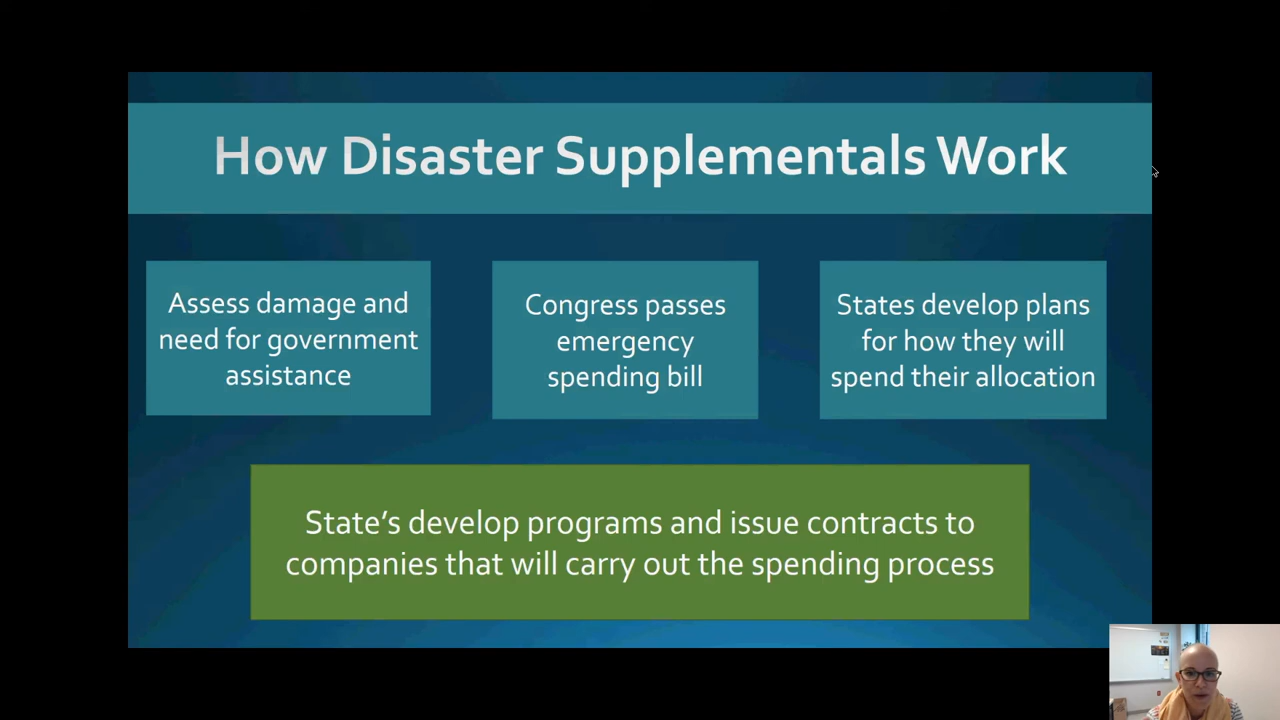 How Disaster Supplementals Work
Assess damage and
need for government
assistance
Congress passes
emergency
spending bill
States develop plans
for how they will
spend their allocation
State’s develop programs and issue contracts to
companies that will carry out the spending process